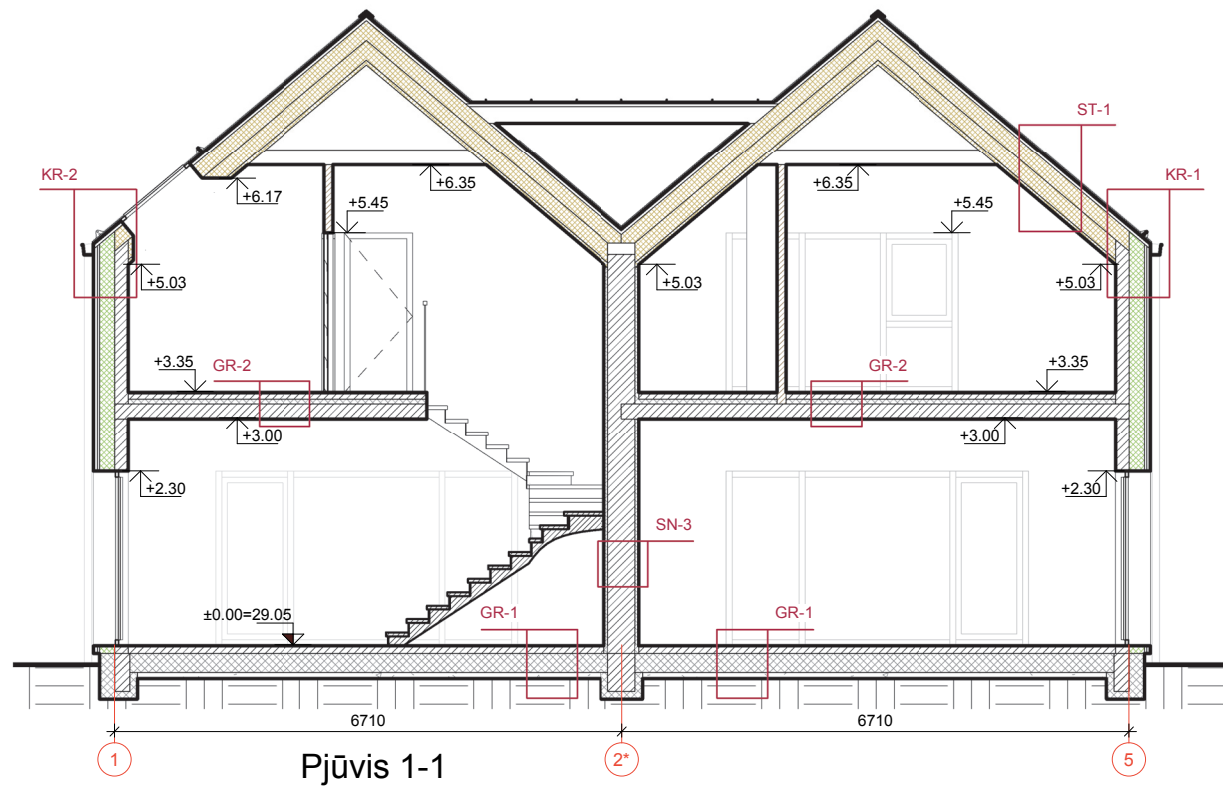 ST-1
KR-2
KR-1
+6.17
+6.35
+6.35
+5.45
+5.45
+5.03
+5.03
+5.03
+3.35
GR-2
GR-2
+3.35
+3.00
+3.00
+2.30
+2.30
SN-3
±0.00=29.05
GR-1
GR-1
6710
6710
1
2*
5
Pjūvis 1-1